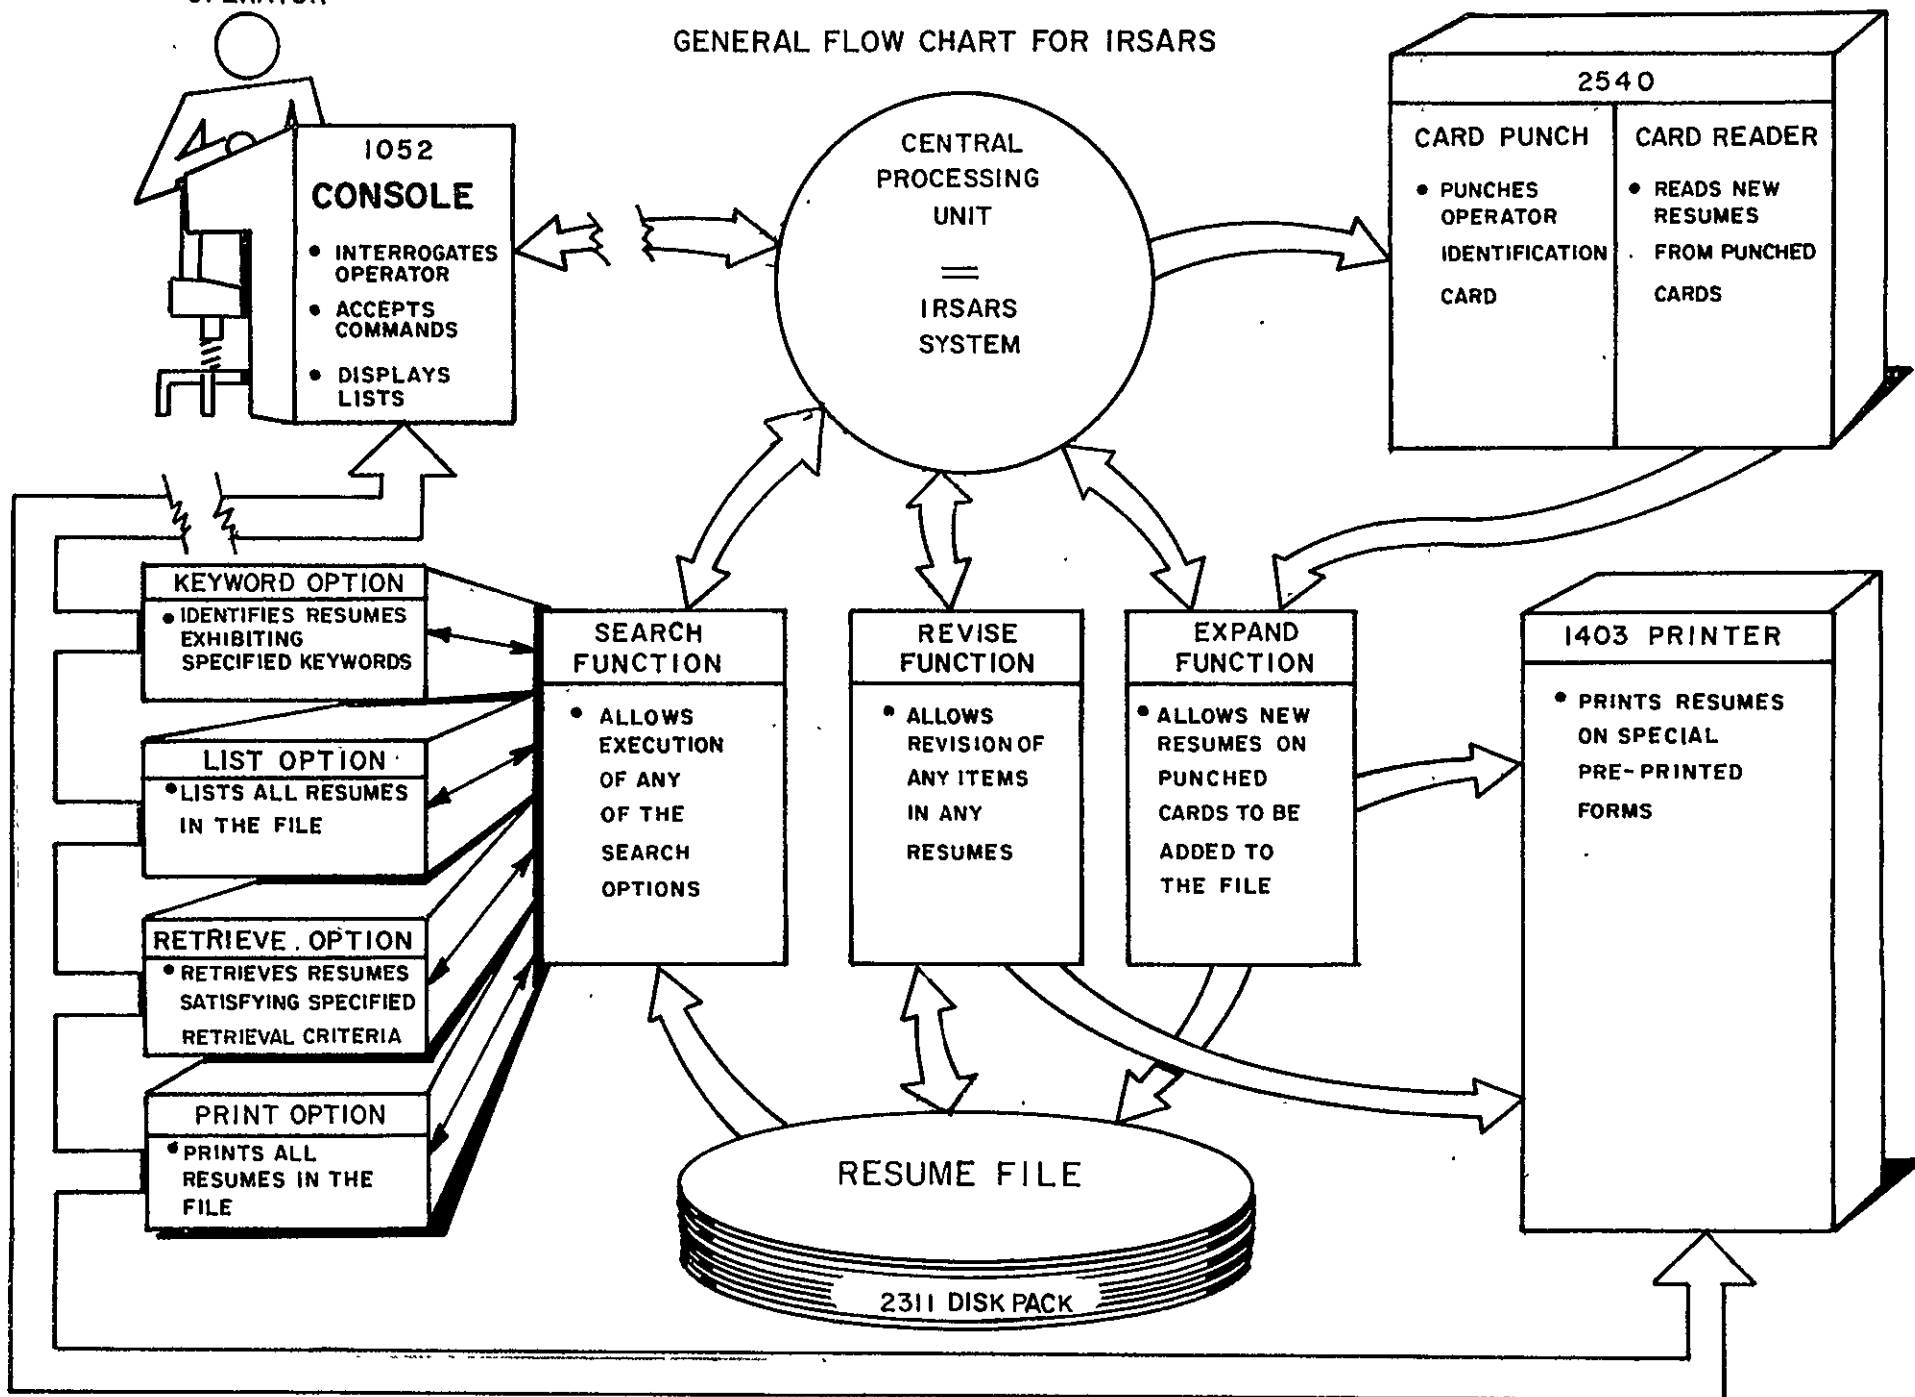 OPERATOR
GENERAL FLOW CHART FOR IRSARS
1052
CONSOLE
• INTERROGATES
OPERATOR
• ACCEPTS
COMMANDS
• DISPLAYS
LISTS
CENTRAL
PROCESSING
UNIT
=
IRSARS
SYSTEM
2540
CARD PUNCH
• PUNCHES
OPERATOR
IDENTIFICATION
CARD
CARD READER
• READS NEW
RESUMES
FROM PUNCHED
CARDS
KEYWORD OPTION
• IDENTIFIES RESUMES
EXHIBITING
SPECIFIED KEYWORDS
LIST OPTION
• LISTS ALL RESUMES
IN THE FILE
RETRIEVE OPTION
• RETRIEVES RESUMES
SATISFYING SPECIFIED
RETRIEVAL CRITERIA
PRINT OPTION
• PRINTS ALL
RESUMES IN THE
FILE
SEARCH
FUNCTION
• ALLOWS
EXECUTION
OF ANY
OF THE
SEARCH
OPTIONS
REVISE
FUNCTION
• ALLOWS
REVISION OF
ANY ITEMS
IN ANY
RESUMES
EXPAND
FUNCTION
• ALLOWS NEW
RESUMES ON
PUNCHED
CARDS TO BE
ADDED TO
THE FILE
1403 PRINTER
• PRINTS RESUMES
ON SPECIAL
PRE-PRINTED
FORMS
RESUME FILE
2311 DISK PACK